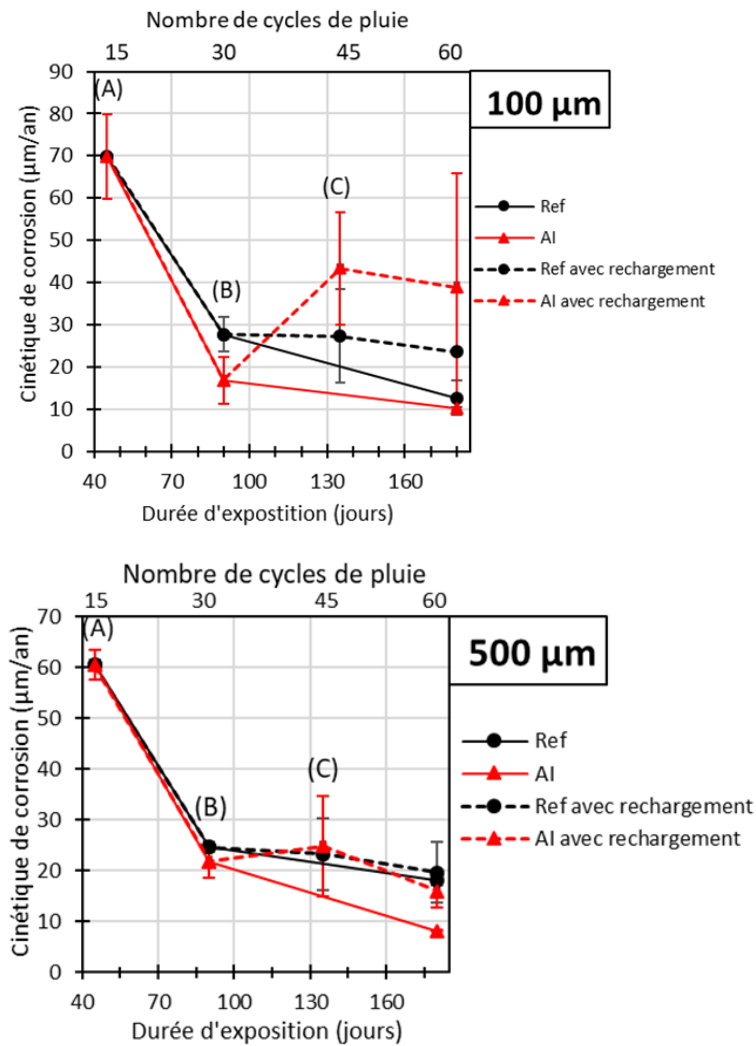 Nombre de cycles de pluie
15 30 45 60
90
80
70
60
50
40
30
20
10
0
Cinétique de corrosion (µm/an)
(A)
(B)
(C)
40 70 100 130 160
Durée d'expostition (jours)
100 µm
Ref
AI
Ref avec rechargement
AI avec rechargement
Nombre de cycles de pluie
15 30 45 60
70
60
50
40
30
20
10
0
Cinétique de corrosion (µm/an)
(A)
(B)
(C)
40 70 100 130 160
Durée d'exposition (jours)
500 µm
Ref
AI
Ref avec rechargement
AI avec rechargement